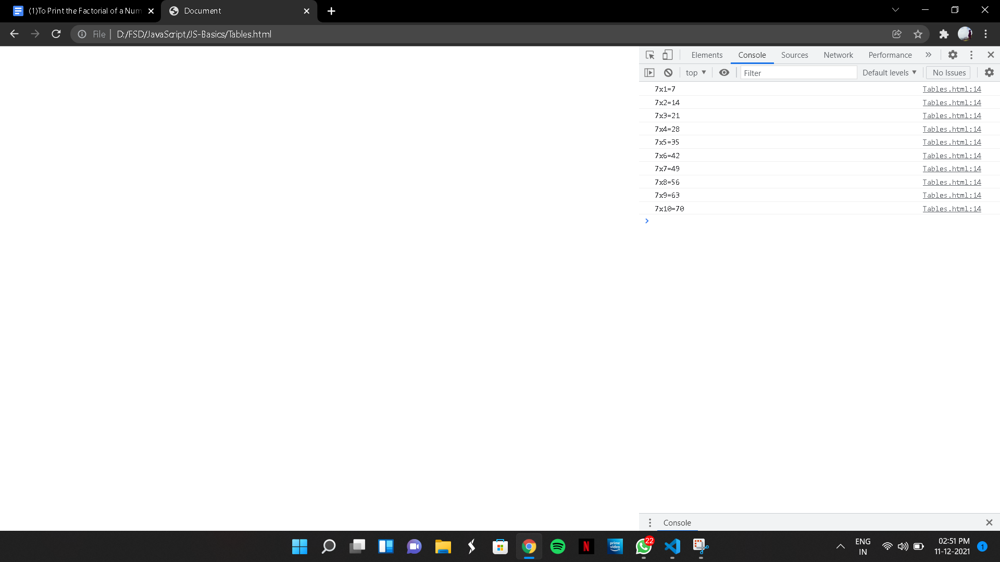 (1)To Print the Factorial of a Num
Document
File | D:/FSD/JavaScript/JS-Basics/Tables.html
Elements Console Sources Network Performance
top Filter Default levels No Issues
7x1=7 Tables.html:14
7x2=14 Tables.html:14
7x3=21 Tables.html:14
7x4=28 Tables.html:14
7x5=35 Tables.html:14
7x6=42 Tables.html:14
7x7=49 Tables.html:14
7x8=56 Tables.html:14
7x9=63 Tables.html:14
7x10=70 Tables.html:14
Console
prime video
22
ENG
IN
02:51 PM
11-12-2021
1